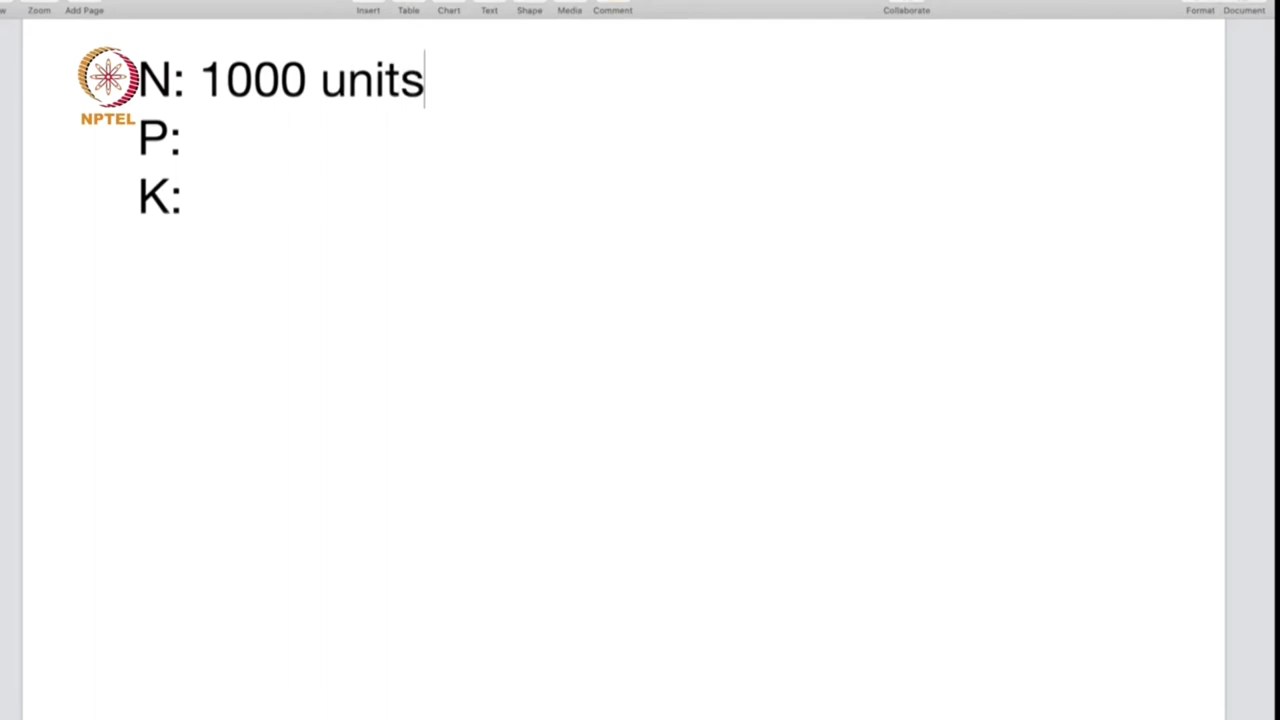 w Zoom Add Page Insert Table Chart Text Shape Media Comment Collaborate Format Document
N: 1000 units
NPTEL
P:
K: